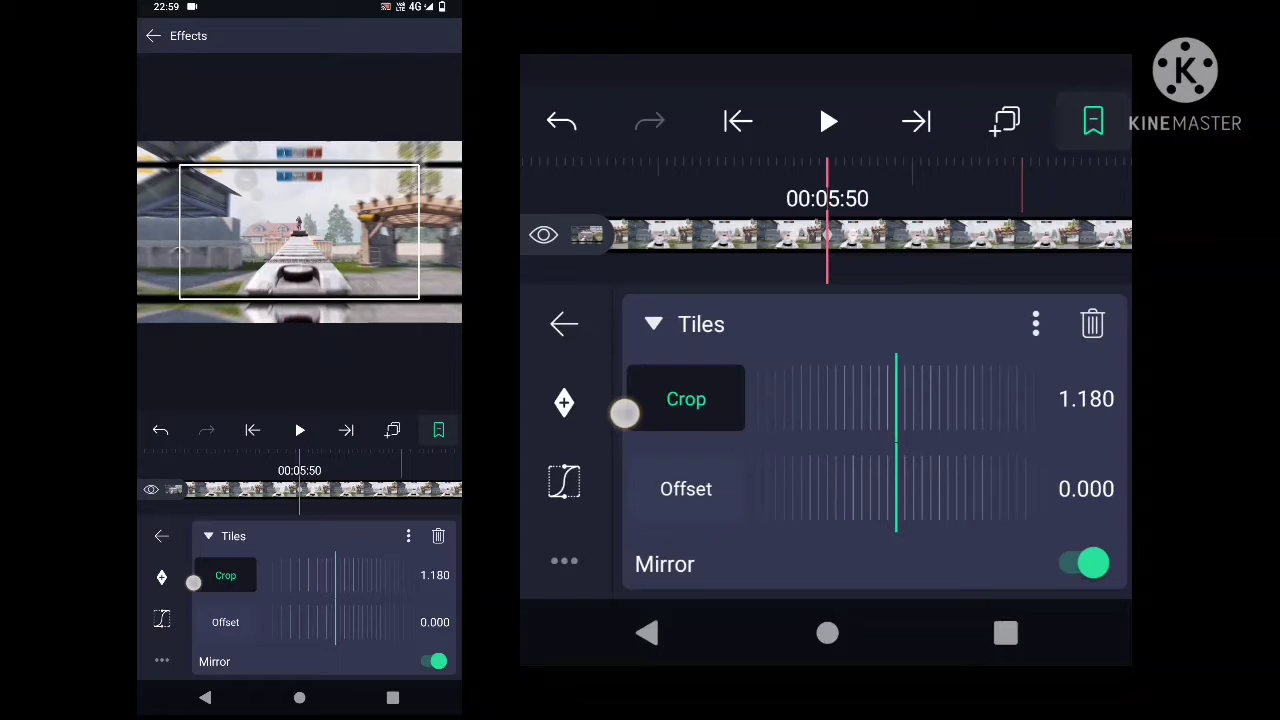 22:59
4G
Effects
00:05:50
Tiles
Crop
1.180
Offset
0.000
Mirror
K
KINEMASTER
00:05:50
Tiles
Crop
1.180
Offset
0.000
Mirror